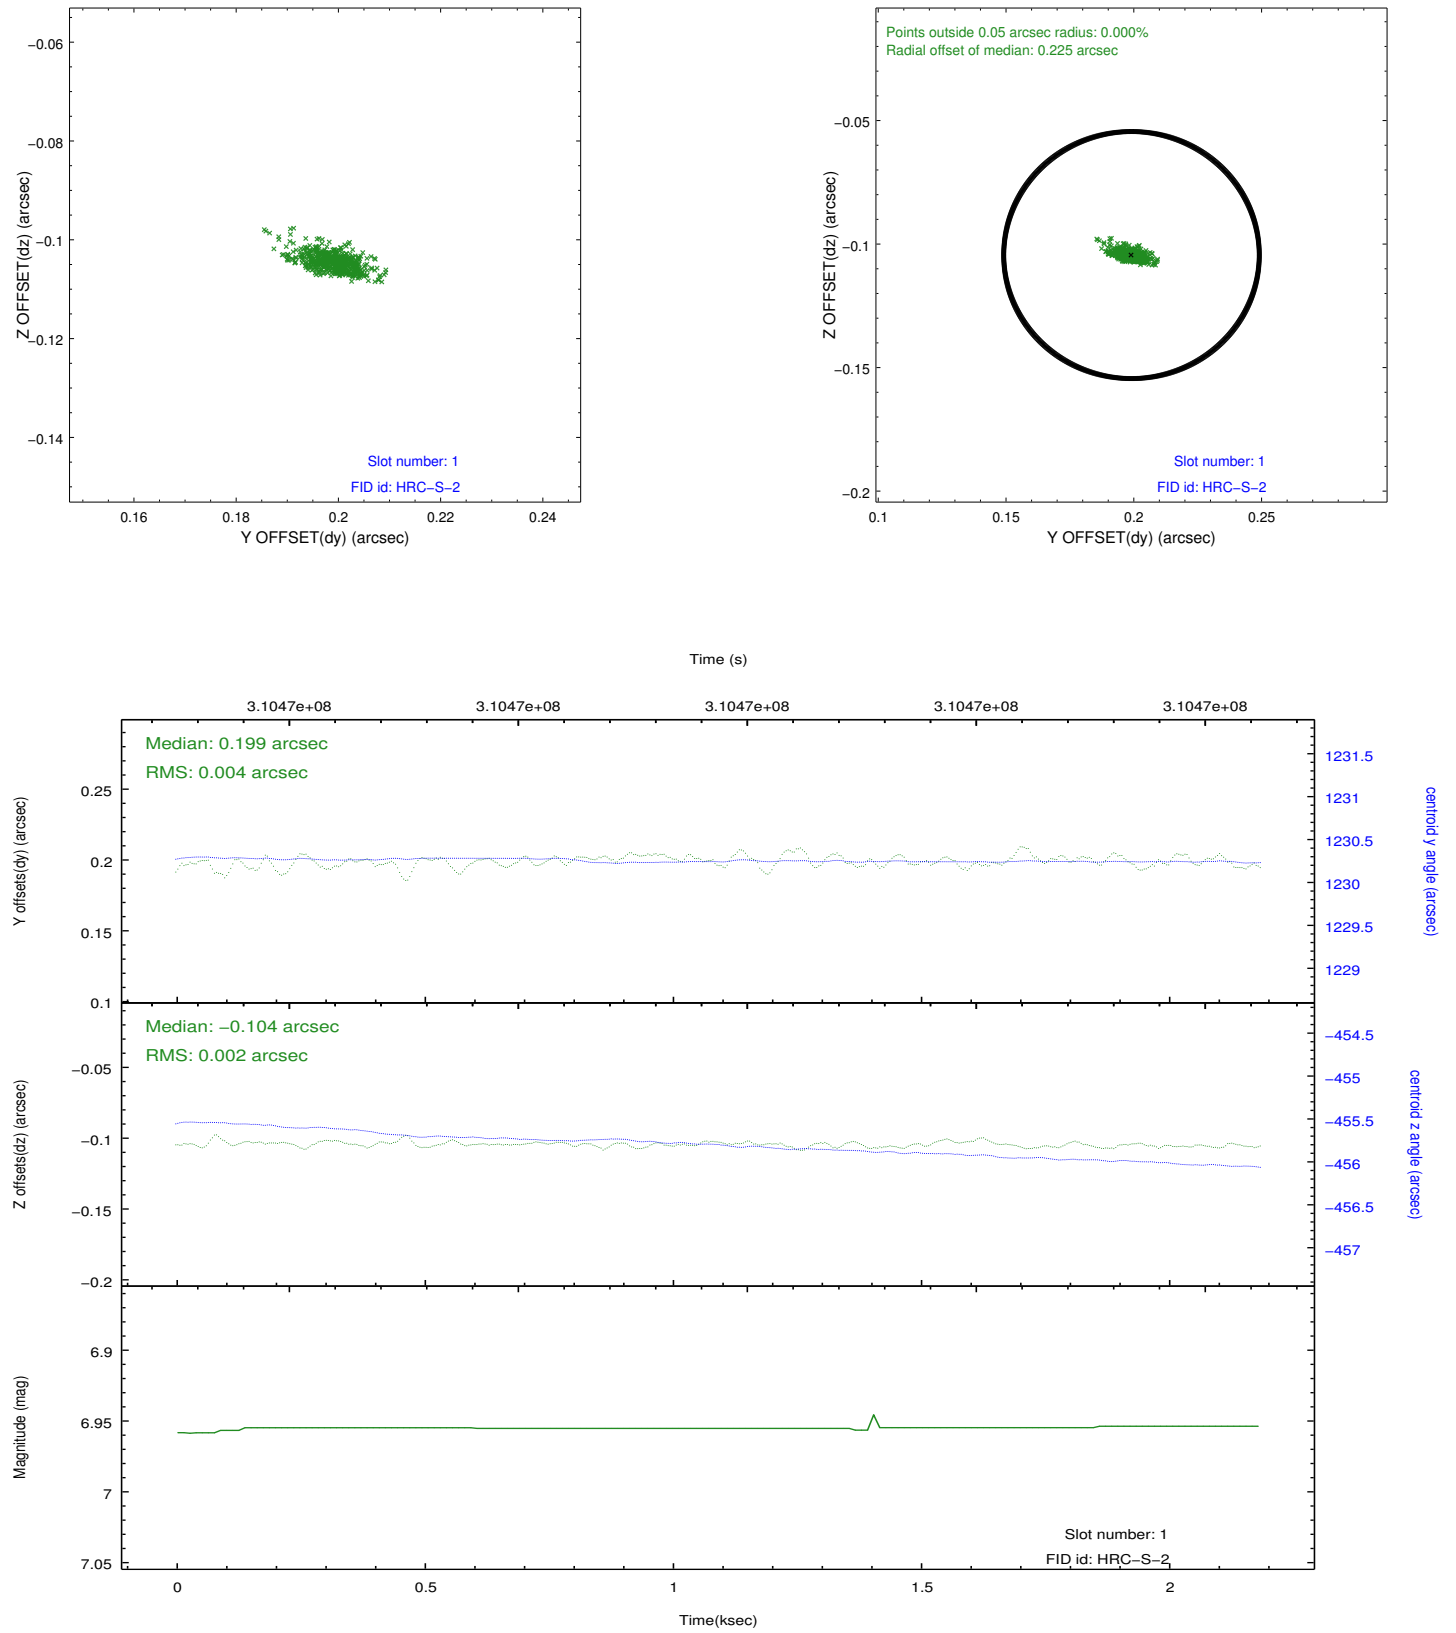 −0.06
−0.08
−0.1
−0.12
−0.14
Z OFFSET(dz) (arcsec)
0.16
0.18
0.2
0.22
0.24
Y OFFSET(dy) (arcsec)
Slot number: 1
FID id: HRC−S−2
Points outside 0.05 arcsec radius: 0.000%
Radial offset of median: 0.225 arcsec
−0.05
−0.1
−0.15
−0.2
Z OFFSET(dz) (arcsec)
0.1
0.15
0.2
0.25
Y OFFSET(dy) (arcsec)
Slot number: 1
FID id: HRC−S−2
Time (s)
3.1047e+08
3.1047e+08
3.1047e+08
3.1047e+08
3.1047e+08
Median: 0.199 arcsec
RMS: 0.004 arcsec
0.25
0.2
0.15
0.1
Y offsets(dy) (arcsec)
1231.5
1231
1230.5
1230
1229.5
1229
centroid y angle (arcsec)
Median: −0.104 arcsec
RMS: 0.002 arcsec
−0.05
−0.1
−0.15
−0.2
Z offsets(dz) (arcsec)
−454.5
−455
−455.5
−456
−456.5
−457
centroid z angle (arcsec)
6.9
6.95
7
7.05
Magnitude (mag)
Slot number: 1
FID id: HRC−S−2
0
0.5
1
1.5
2
Time(ksec)